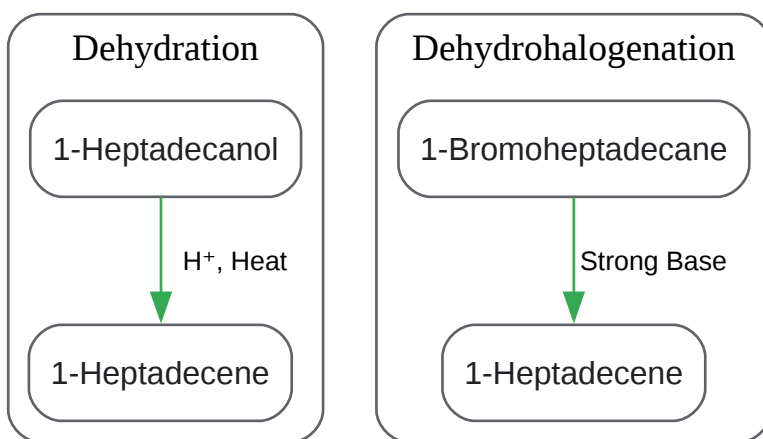 Dehydration
1-Heptadecanol
H⁺, Heat
1-Heptadecene
Dehydrohalogenation
1-Bromoheptadecane
Strong Base
1-Heptadecene